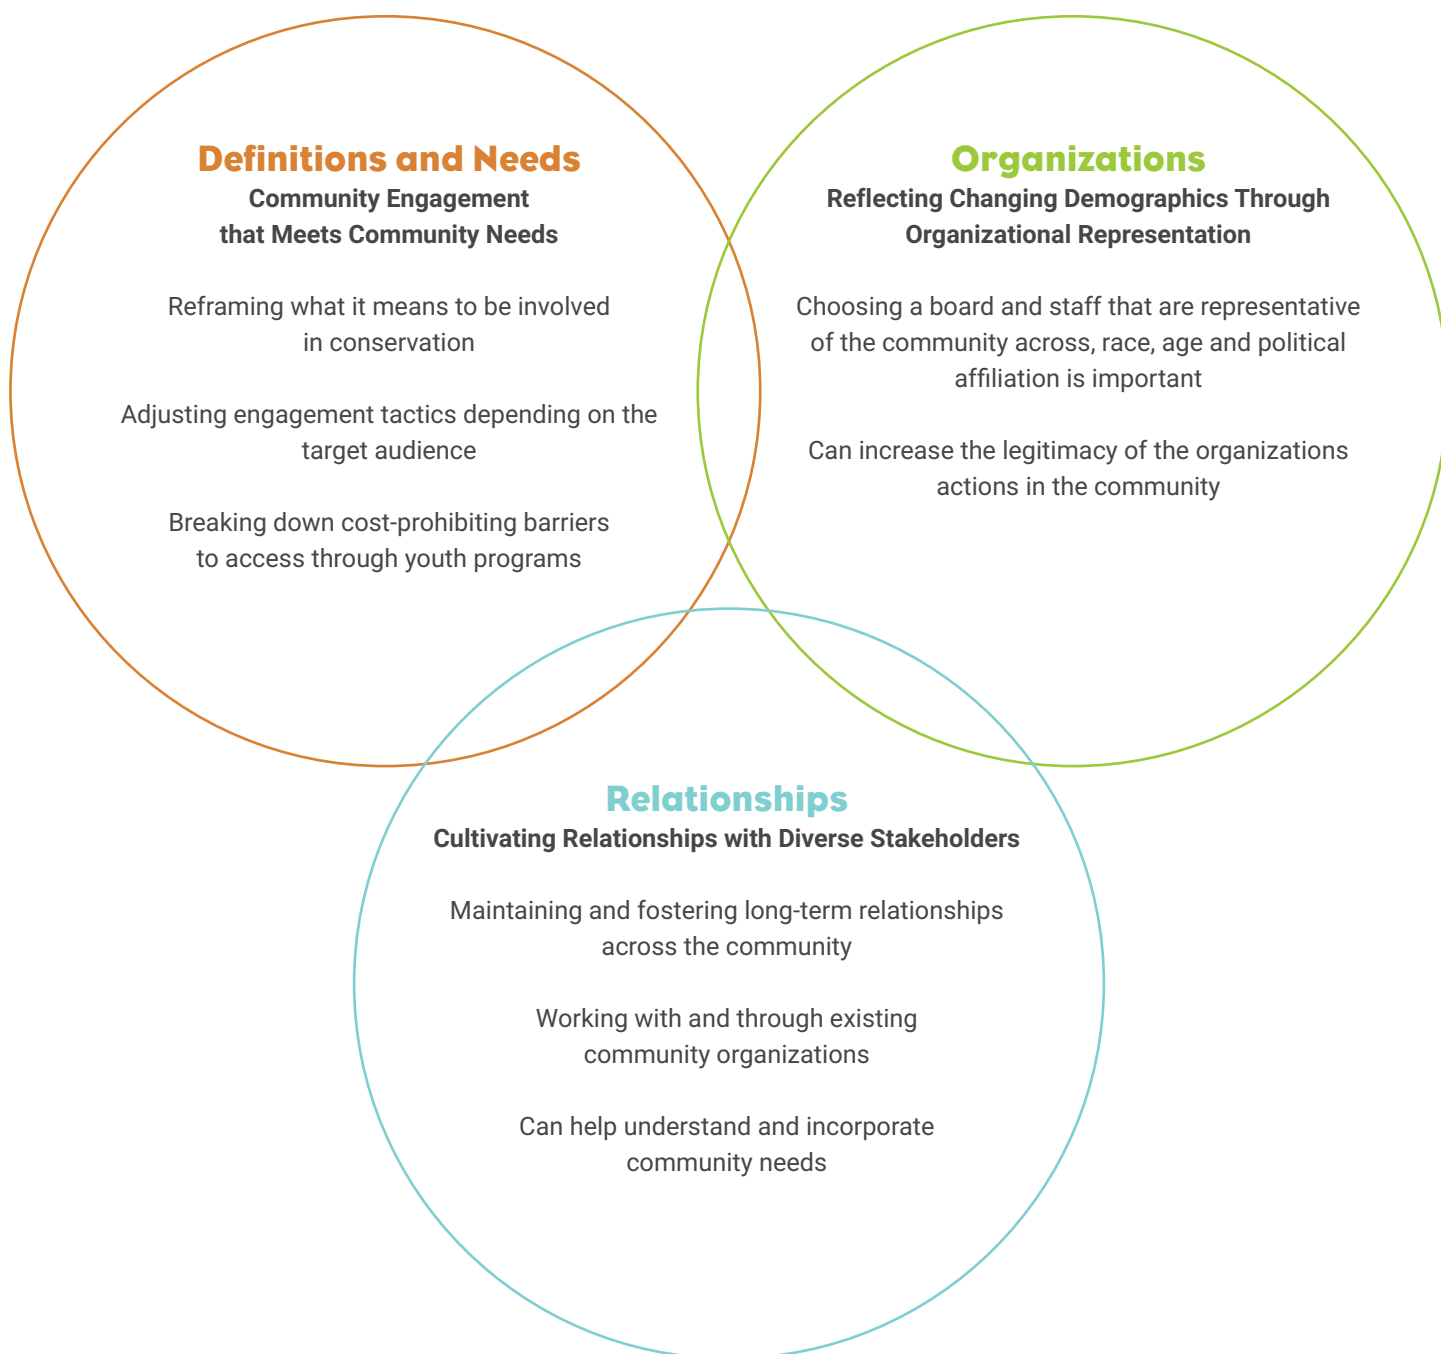 Definitions and Needs
Community Engagement
that Meets Community Needs
Reframing what it means to be involved
in conservation
Adjusting engagement tactics depending on the
target audience
Breaking down cost-prohibiting barriers
to access through youth programs
Organizations
Reflecting Changing Demographics Through
Organizational Representation
Choosing a board and staff that are representative
of the community across, race, age and political
affiliation is important
Can increase the legitimacy of the organizations
actions in the community
Relationships
Cultivating Relationships with Diverse Stakeholders
Maintaining and fostering long-term relationships
across the community
Working with and through existing
community organizations
Can help understand and incorporate
community needs